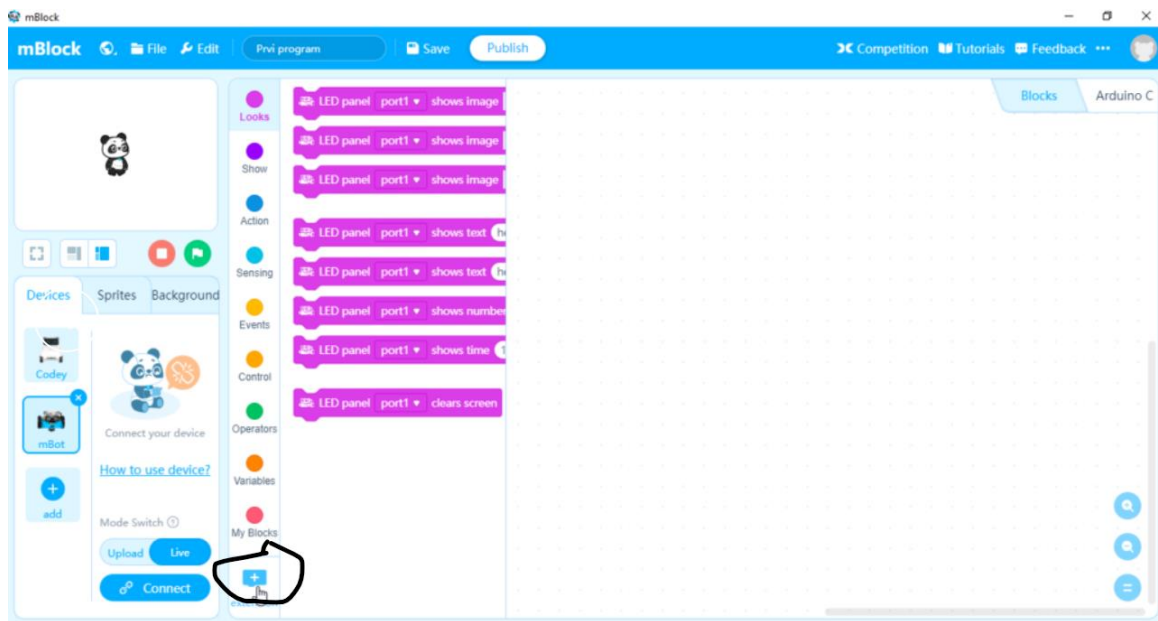 mBlock
mBlock File Edit Prvi program Save Publish Competition Tutorials Feedback
Blocks Arduino C
Looks
Show
Action
Sensing
Events
Control
Operators
Variables
My Blocks
LED panel port1 shows image
LED panel port1 shows image
LED panel port1 shows image
LED panel port1 shows text
LED panel port1 shows text
LED panel port1 shows number
LED panel port1 shows time
LED panel port1 clears screen
Devices Sprites Background
Codey
mBot
add
Connect your device
How to use device?
Mode Switch
Upload Live
Connect